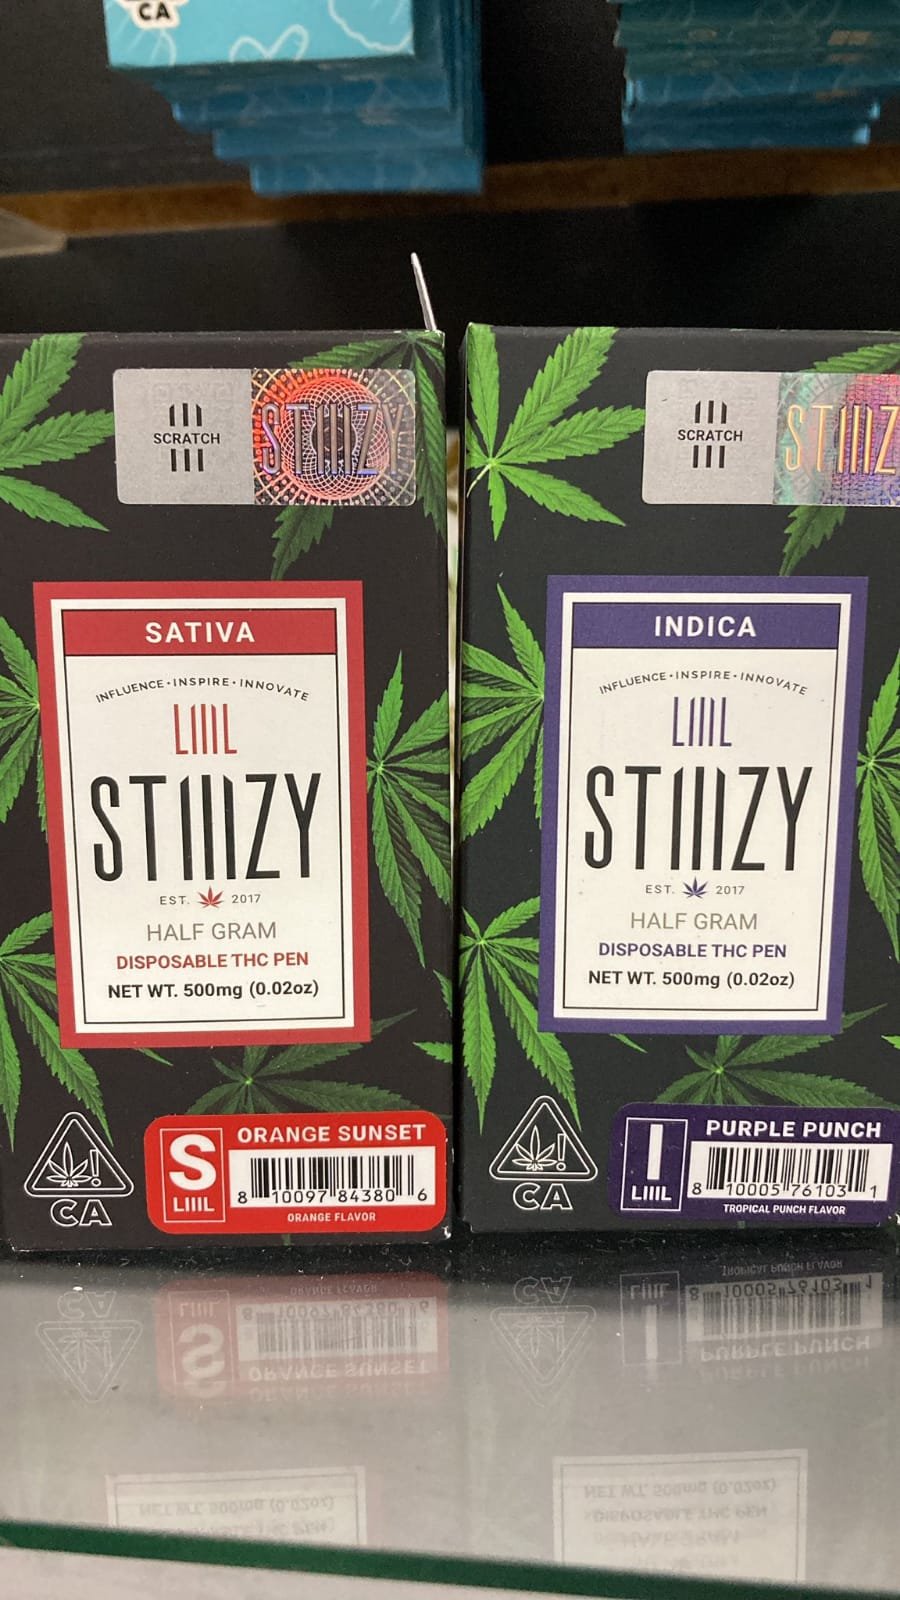 CA
SCRATCH
STIIIZY
SATIVA
INFLUENCE • INSPIRE • INNOVATE
LIIIL
STIIIZY
EST. 2017
HALF GRAM
DISPOSABLE THC PEN
NET WT. 500mg (0.02oz)
CA
S
LIIIL
ORANGE SUNSET
8 10097 84380 6
ORANGE FLAVOR
SCRATCH
STIIIZ
INDICA
INFLUENCE • INSPIRE • INNOVATE
LIIIL
STIIIZY
EST. 2017
HALF GRAM
DISPOSABLE THC PEN
NET WT. 500mg (0.02oz)
CA
I
LIIIL
PURPLE PUNCH
8 10005 76103 1
TROPICAL PUNCH FLAVOR